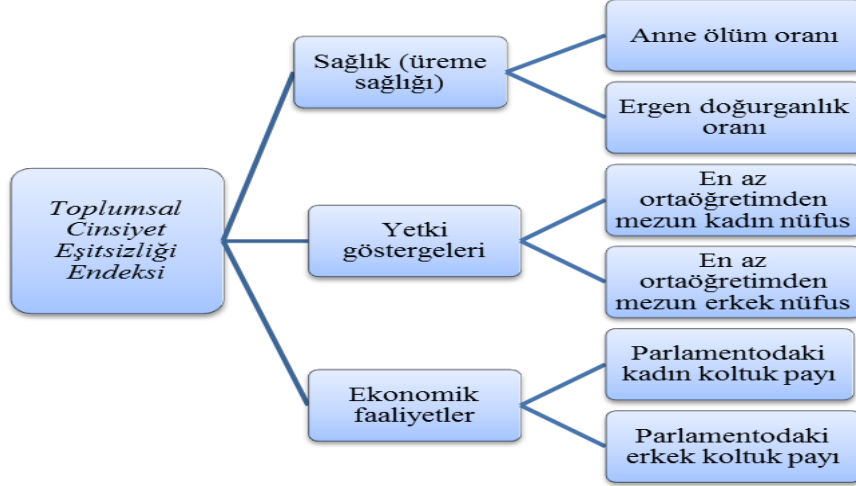 Toplumsal
Cinsiyet
Eşitsizliği
Endeksi
Sağlık (üreme
sağlığı)
Anne ölüm oranı
Ergen doğurganlık
oranı
Yetki
göstergeleri
En az
ortaöğretimden
mezun kadın nüfus
En az
ortaöğretimden
mezun erkek nüfus
Ekonomik
faaliyetler
Parlamentodaki
kadın koltuk payı
Parlamentodaki
erkek koltuk payı